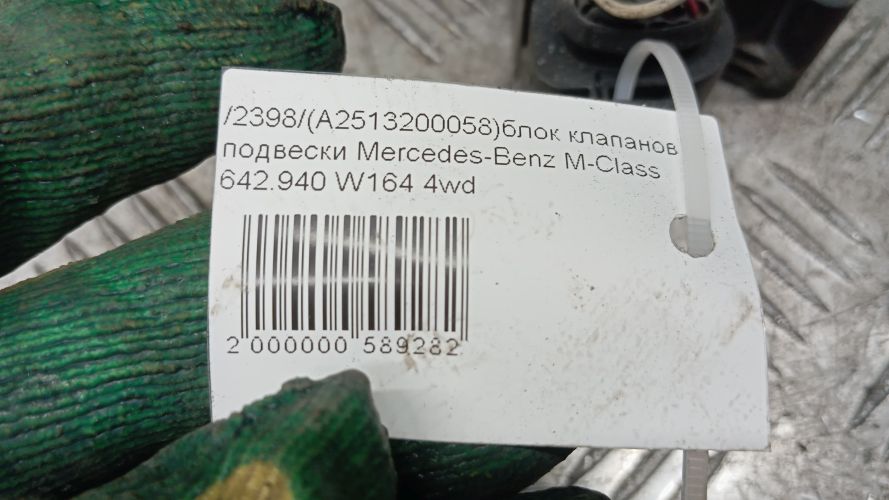 /2398/(A2513200058)блок клапанов
подвески Mercedes-Benz M-Class
642.940 W164 4wd
2 000000 589282